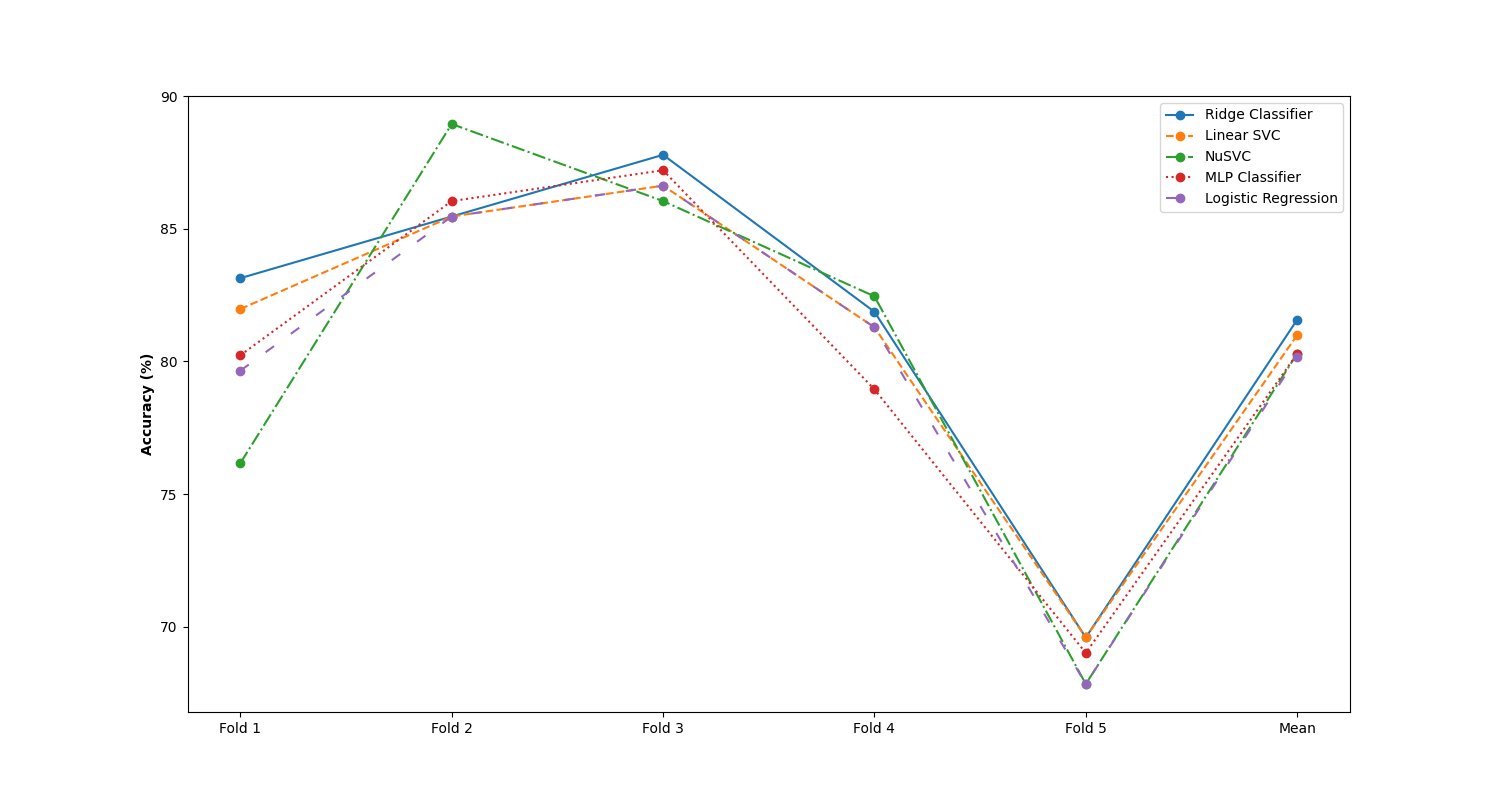 90
85
80
75
70
Accuracy (%)
Fold 1
Fold 2
Fold 3
Fold 4
Fold 5
Mean
Ridge Classifier
Linear SVC
NuSVC
MLP Classifier
Logistic Regression